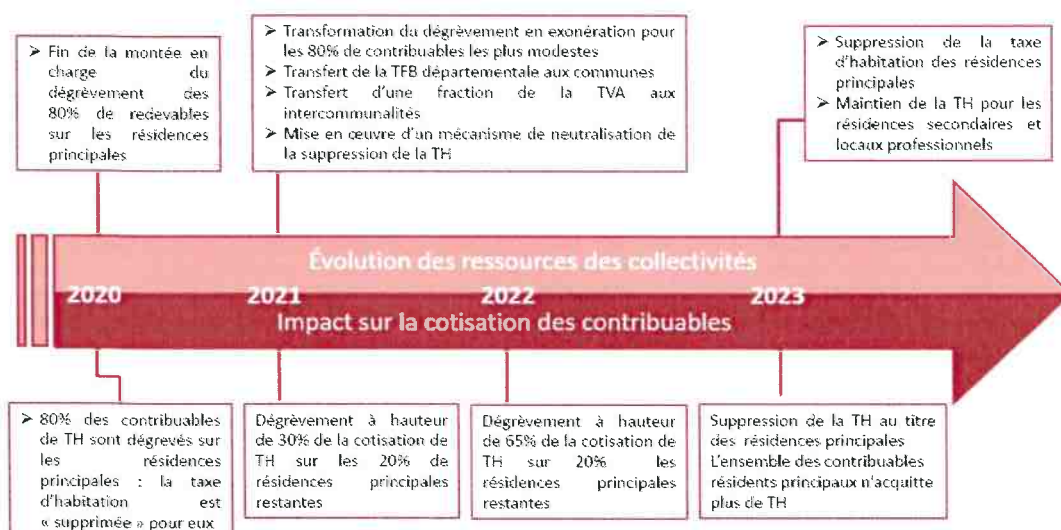 ➤ Fin de la montée en
charge du
dégrèvement des
80% de redevables
sur les résidences
principales
➤ Transformation du dégrèvement en exonération pour
les 80% de contribuables les plus modestes
➤ Transfert de la TFB départementale aux communes
➤ Transfert d'une fraction de la TVA aux
intercommunalités
➤ Mise en œuvre d'un mécanisme de neutralisation de
la suppression de la TH
➤ Suppression de la taxe
d'habitation des résidences
principales
➤ Maintien de la TH pour les
résidences secondaires et
locaux professionnels
Évolution des ressources des collectivités
2020 2021 2022 2023
Impact sur la cotisation des contribuables
➤ 80% des contribuables
de TH sont dégrevés sur
les résidences
principales : la taxe
d'habitation est
« supprimée » pour eux
Dégrèvement à hauteur
de 30% de la cotisation de
TH sur les 20% de
résidences principales
restantes
Dégrèvement à hauteur
de 65% de la cotisation de
TH sur 20% les
résidences principales
restantes
Suppression de la TH au titre
des résidences principales
L'ensemble des contribuables
résidents principaux n'acquitte
plus de TH